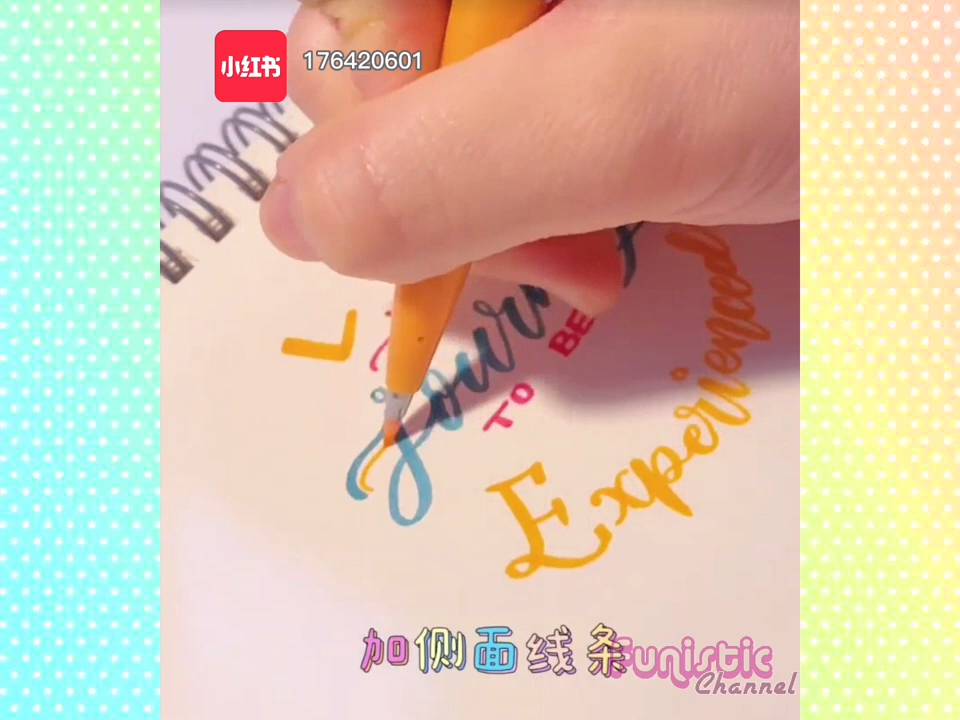 小红书
176420601
L
Journ
TO BE
Experienced
加侧面线条
Funistic
Channel